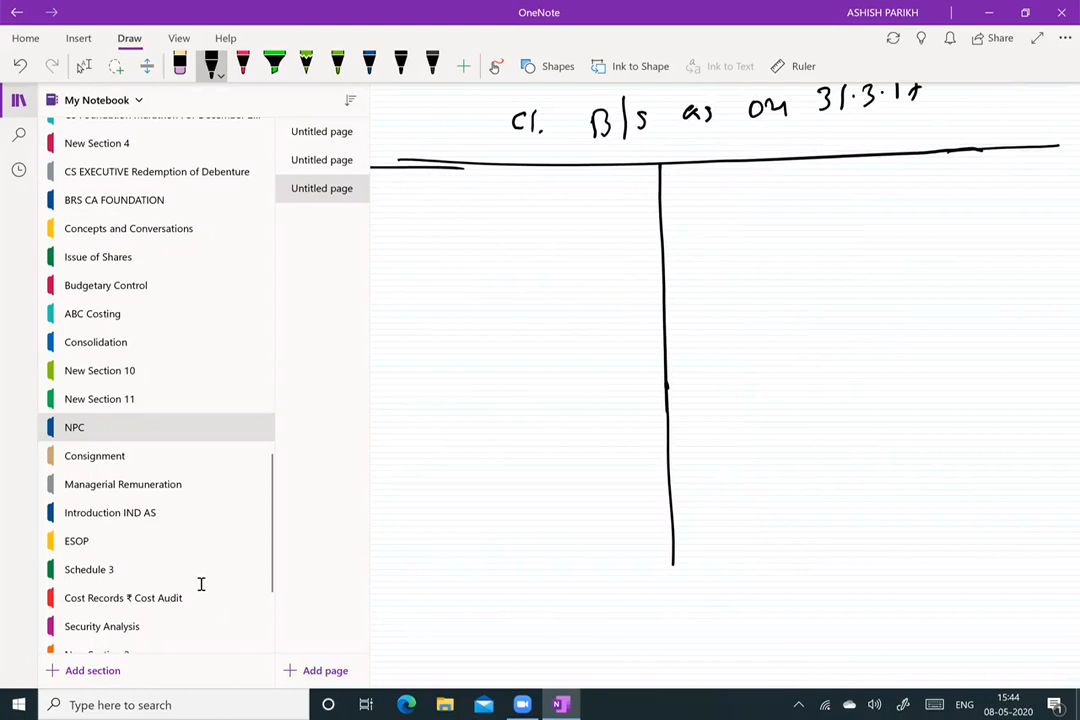 OneNote
ASHISH PARIKH
Home
Insert
Draw
View
Help
Share
Shapes
Ink to Shape
Ink to Text
Ruler
My Notebook
New Section 4
CS EXECUTIVE Redemption of Debenture
BRS CA FOUNDATION
Concepts and Conversations
Issue of Shares
Budgetary Control
ABC Costing
Consolidation
New Section 10
New Section 11
NPC
Consignment
Managerial Remuneration
Introduction IND AS
ESOP
Schedule 3
Cost Records ₹ Cost Audit
Security Analysis
Add section
Untitled page
Untitled page
Untitled page
Add page
Cl. B/S as on 31.3.17
Type here to search
ENG
15:44
08-05-2020
1